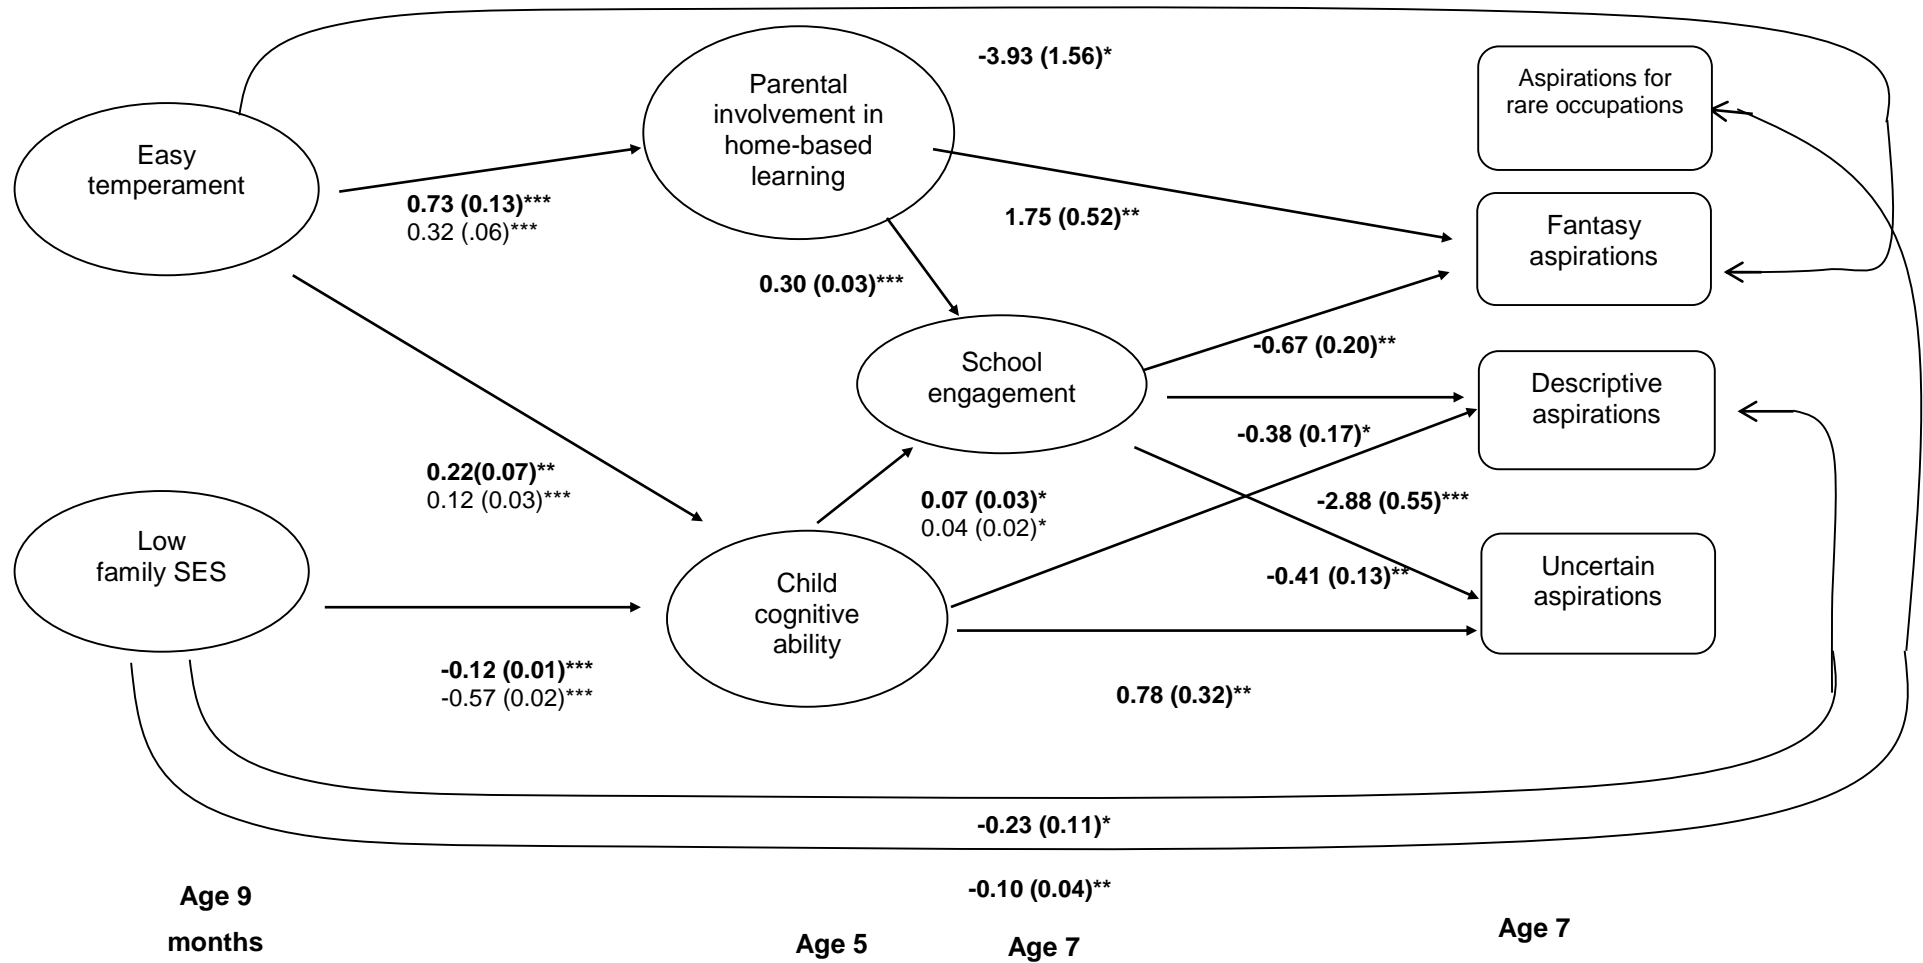 -3.93 (1.56)*
Aspirations for
rare occupations
Parental
involvement in
home-based
learning
Easy
temperament
0.73 (0.13)***
0.32 (.06)***
1.75 (0.52)**
Fantasy
aspirations
0.30 (0.03)***
-0.67 (0.20)**
School
engagement
Descriptive
aspirations
-0.38 (0.17)*
0.22(0.07)**
0.12 (0.03)***
0.07 (0.03)*
0.04 (0.02)*
-2.88 (0.55)***
Low
family SES
Child
cognitive
ability
-0.41 (0.13)**
Uncertain
aspirations
-0.12 (0.01)***
-0.57 (0.02)***
0.78 (0.32)**
-0.23 (0.11)*
-0.10 (0.04)**
Age 9
months
Age 5
Age 7
Age 7